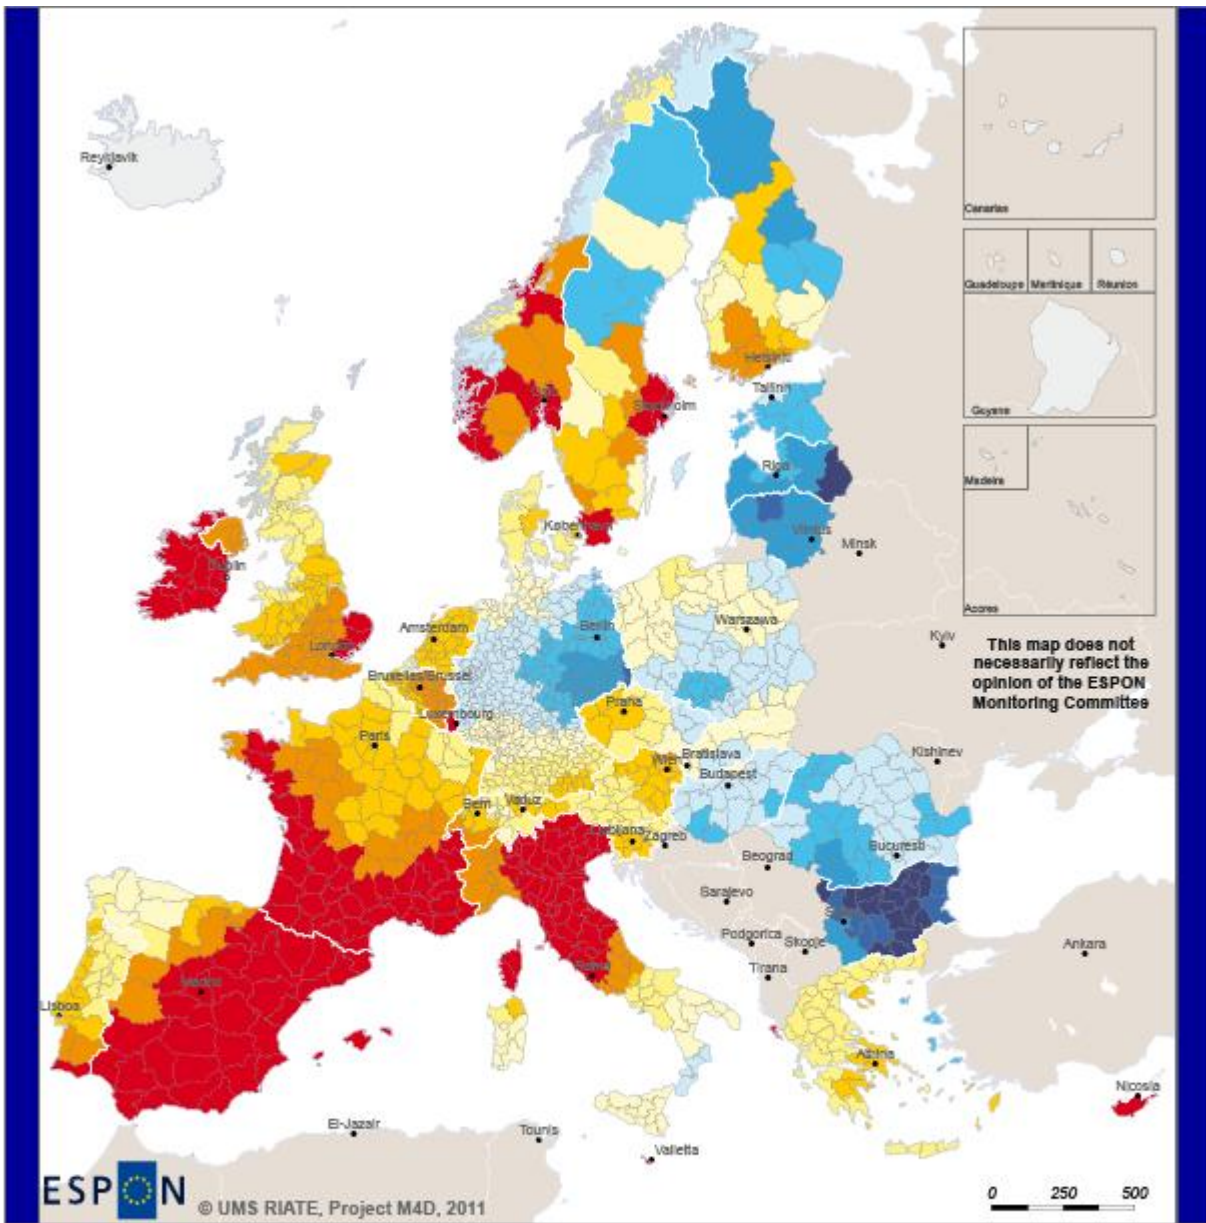 Reykjavik
Canarias
Guadeloupe Martinique Réunion
Guyane
Madeira
Acores
This map does not
necessarily reflect the
opinion of the ESPON
Monitoring Committee
Helsinki
Tallinn
Stockholm
Riga
København
Vilnius
Minsk
Dublin
Berlin
Warszawa
Amsterdam
Kyiv
London
Bruxelles/Brussel
Praha
Luxembourg
Paris
Wien Bratislava
Kishinev
Budapest
Bern
Vaduz
Ljubljana
Zagreb
Bucuresti
Beograd
Sarajevo
Podgorica
Skopje
Ankara
Tirana
Roma
Madrid
Lisboa
Athina
Nicosia
El-Jazair
Tounis
Valletta
ESPON
© UMS RIATE, Project M4D, 2011
0 250 500